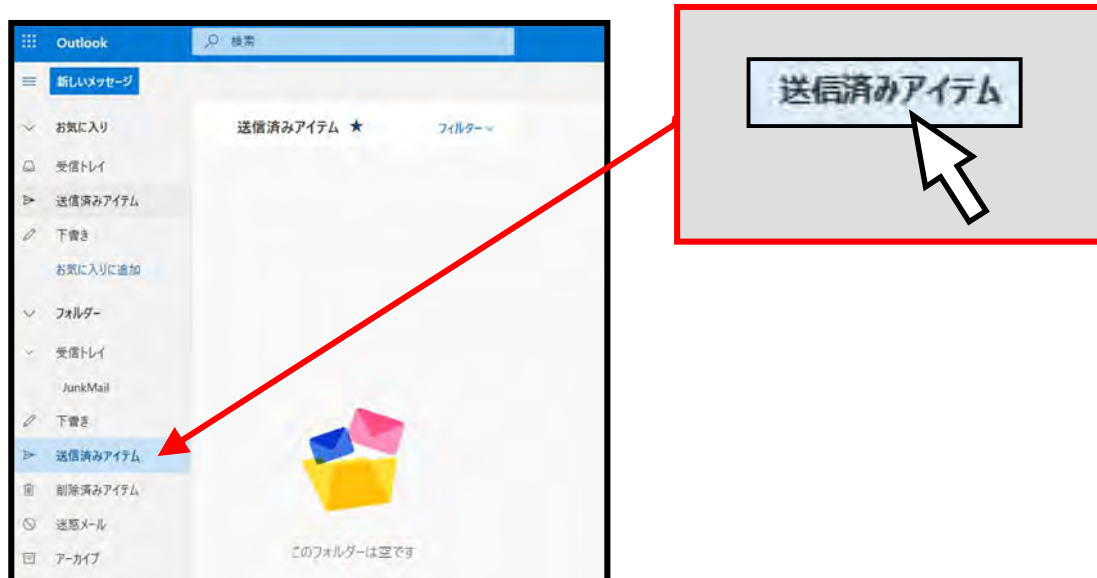 Outlook
検索
新しいメッセージ
お気に入り
送信済みアイテム ★
フィルター
受信トレイ
送信済みアイテム
下書き
お気に入りに追加
フォルダー
受信トレイ
JunkMail
下書き
送信済みアイテム
削除済みアイテム
迷惑メール
アーカイブ
このフォルダーは空です
送信済みアイテム